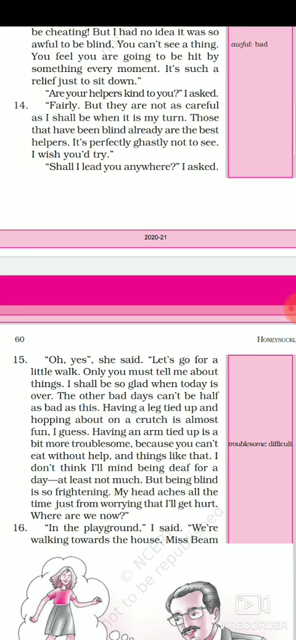 be cheating! But I had no idea it was so
awful to be blind. You can't see a thing.
You feel you are going to be hit by
something every moment. It's such a
relief just to sit down."
"Are your helpers kind to you?" I asked.
14. "Fairly. But they are not as careful
as I shall be when it is my turn. Those
that have been blind already are the best
helpers. It's perfectly ghastly not to see.
I wish you'd try."
"Shall I lead you anywhere?" I asked.
awful: bad
2020-21
60
HONEYSUCKL
15. "Oh, yes", she said. "Let's go for a
little walk. Only you must tell me about
things. I shall be so glad when today is
over. The other bad days can't be half
as bad as this. Having a leg tied up and
hopping about on a crutch is almost
fun, I guess. Having an arm tied up is a
bit more troublesome, because you can't
eat without help, and things like that. I
don't think I'll mind being deaf for a
day—at least not much. But being blind
is so frightening. My head aches all the
time just from worrying that I'll get hurt.
Where are we now?"
troublesome: difficult
16. "In the playground," I said. "We're
walking towards the house. Miss Beam
© NCE
not to be republished
RECORDER